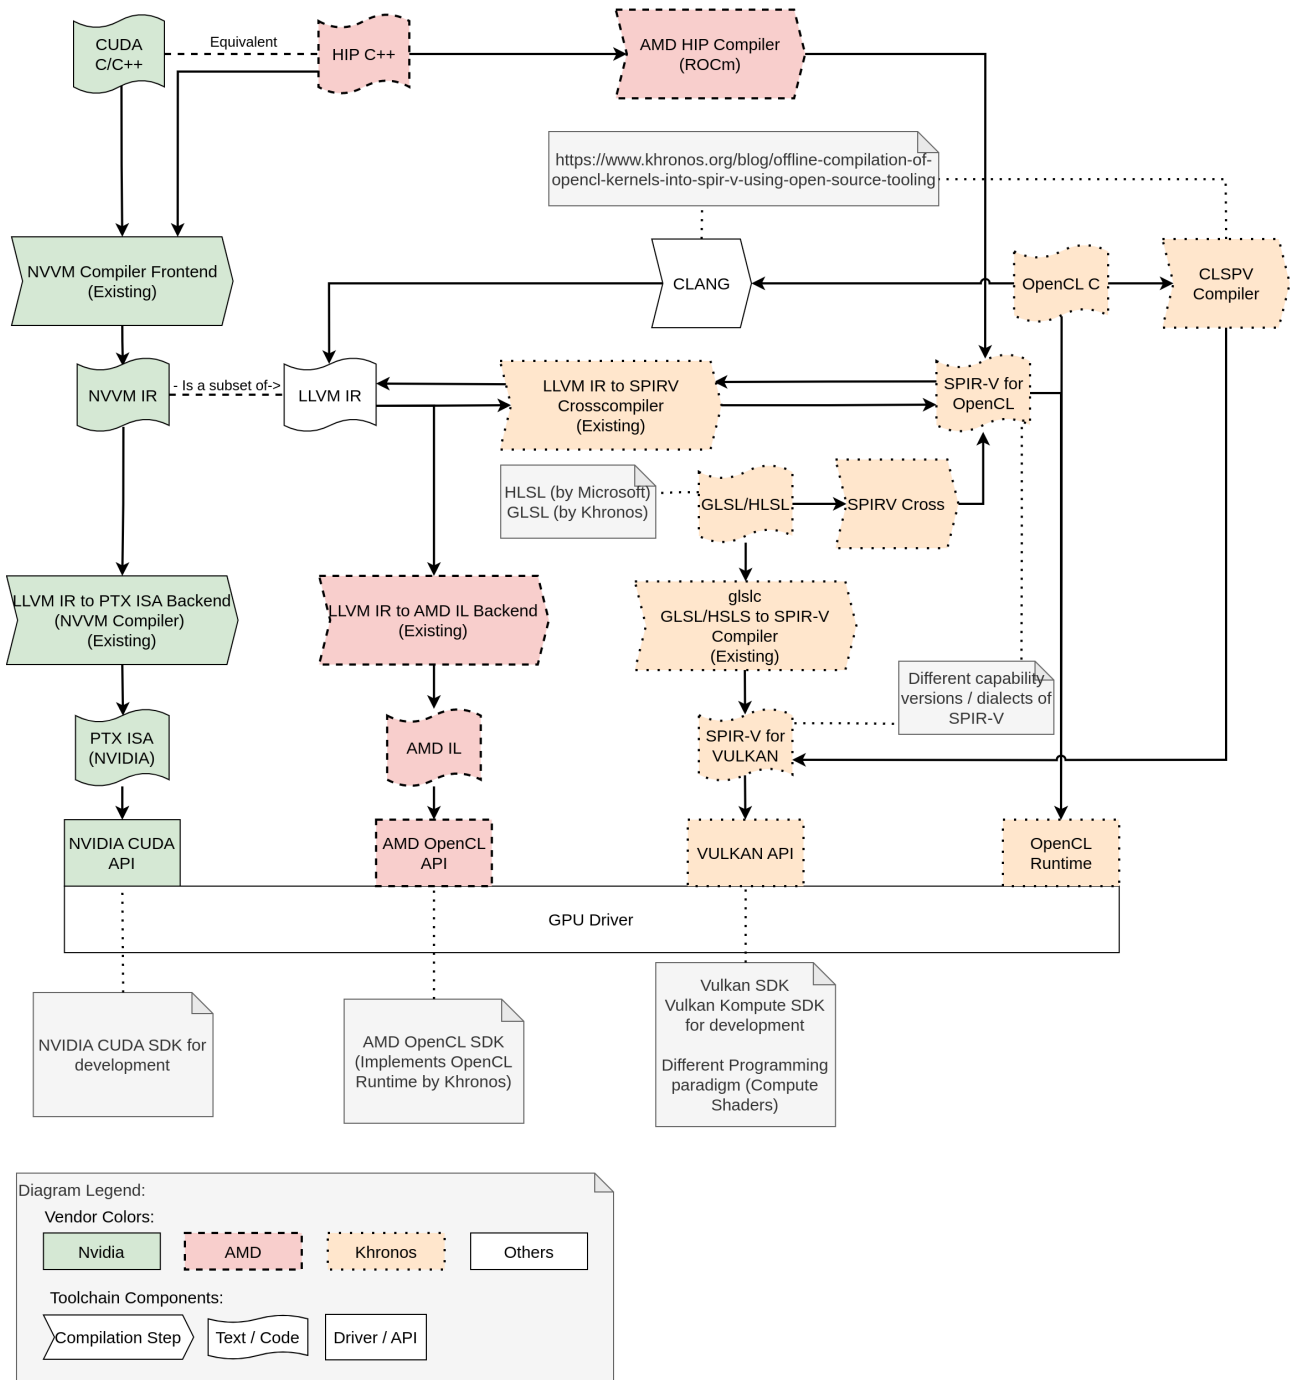 CUDA
C/C++
Equivalent
HIP C++
AMD HIP Compiler
(ROCm)
https://www.khronos.org/blog/offline-compilation-of-
opencl-kernels-into-spir-v-using-open-source-tooling
NVVM Compiler Frontend
(Existing)
CLANG
OpenCL C
CLSPV
Compiler
NVVM IR
- Is a subset of->
LLVM IR
LLVM IR to SPIRV
Crosscompiler
(Existing)
SPIR-V for
OpenCL
HLSL (by Microsoft)
GLSL (by Khronos)
GLSL/HLSL
SPIRV Cross
LLVM IR to PTX ISA Backend
(NVVM Compiler)
(Existing)
LLVM IR to AMD IL Backend
(Existing)
glslc
GLSL/HSLS to SPIR-V
Compiler
(Existing)
Different capability
versions / dialects of
SPIR-V
PTX ISA
(NVIDIA)
AMD IL
SPIR-V for
VULKAN
NVIDIA CUDA
API
AMD OpenCL
API
VULKAN API
OpenCL
Runtime
GPU Driver
NVIDIA CUDA SDK for
development
AMD OpenCL SDK
(Implements OpenCL
Runtime by Khronos)
Vulkan SDK
Vulkan Kompute SDK
for development
Different Programming
paradigm (Compute
Shaders)
Diagram Legend:
Vendor Colors:
Nvidia
AMD
Khronos
Others
Toolchain Components:
Compilation Step
Text / Code
Driver / API